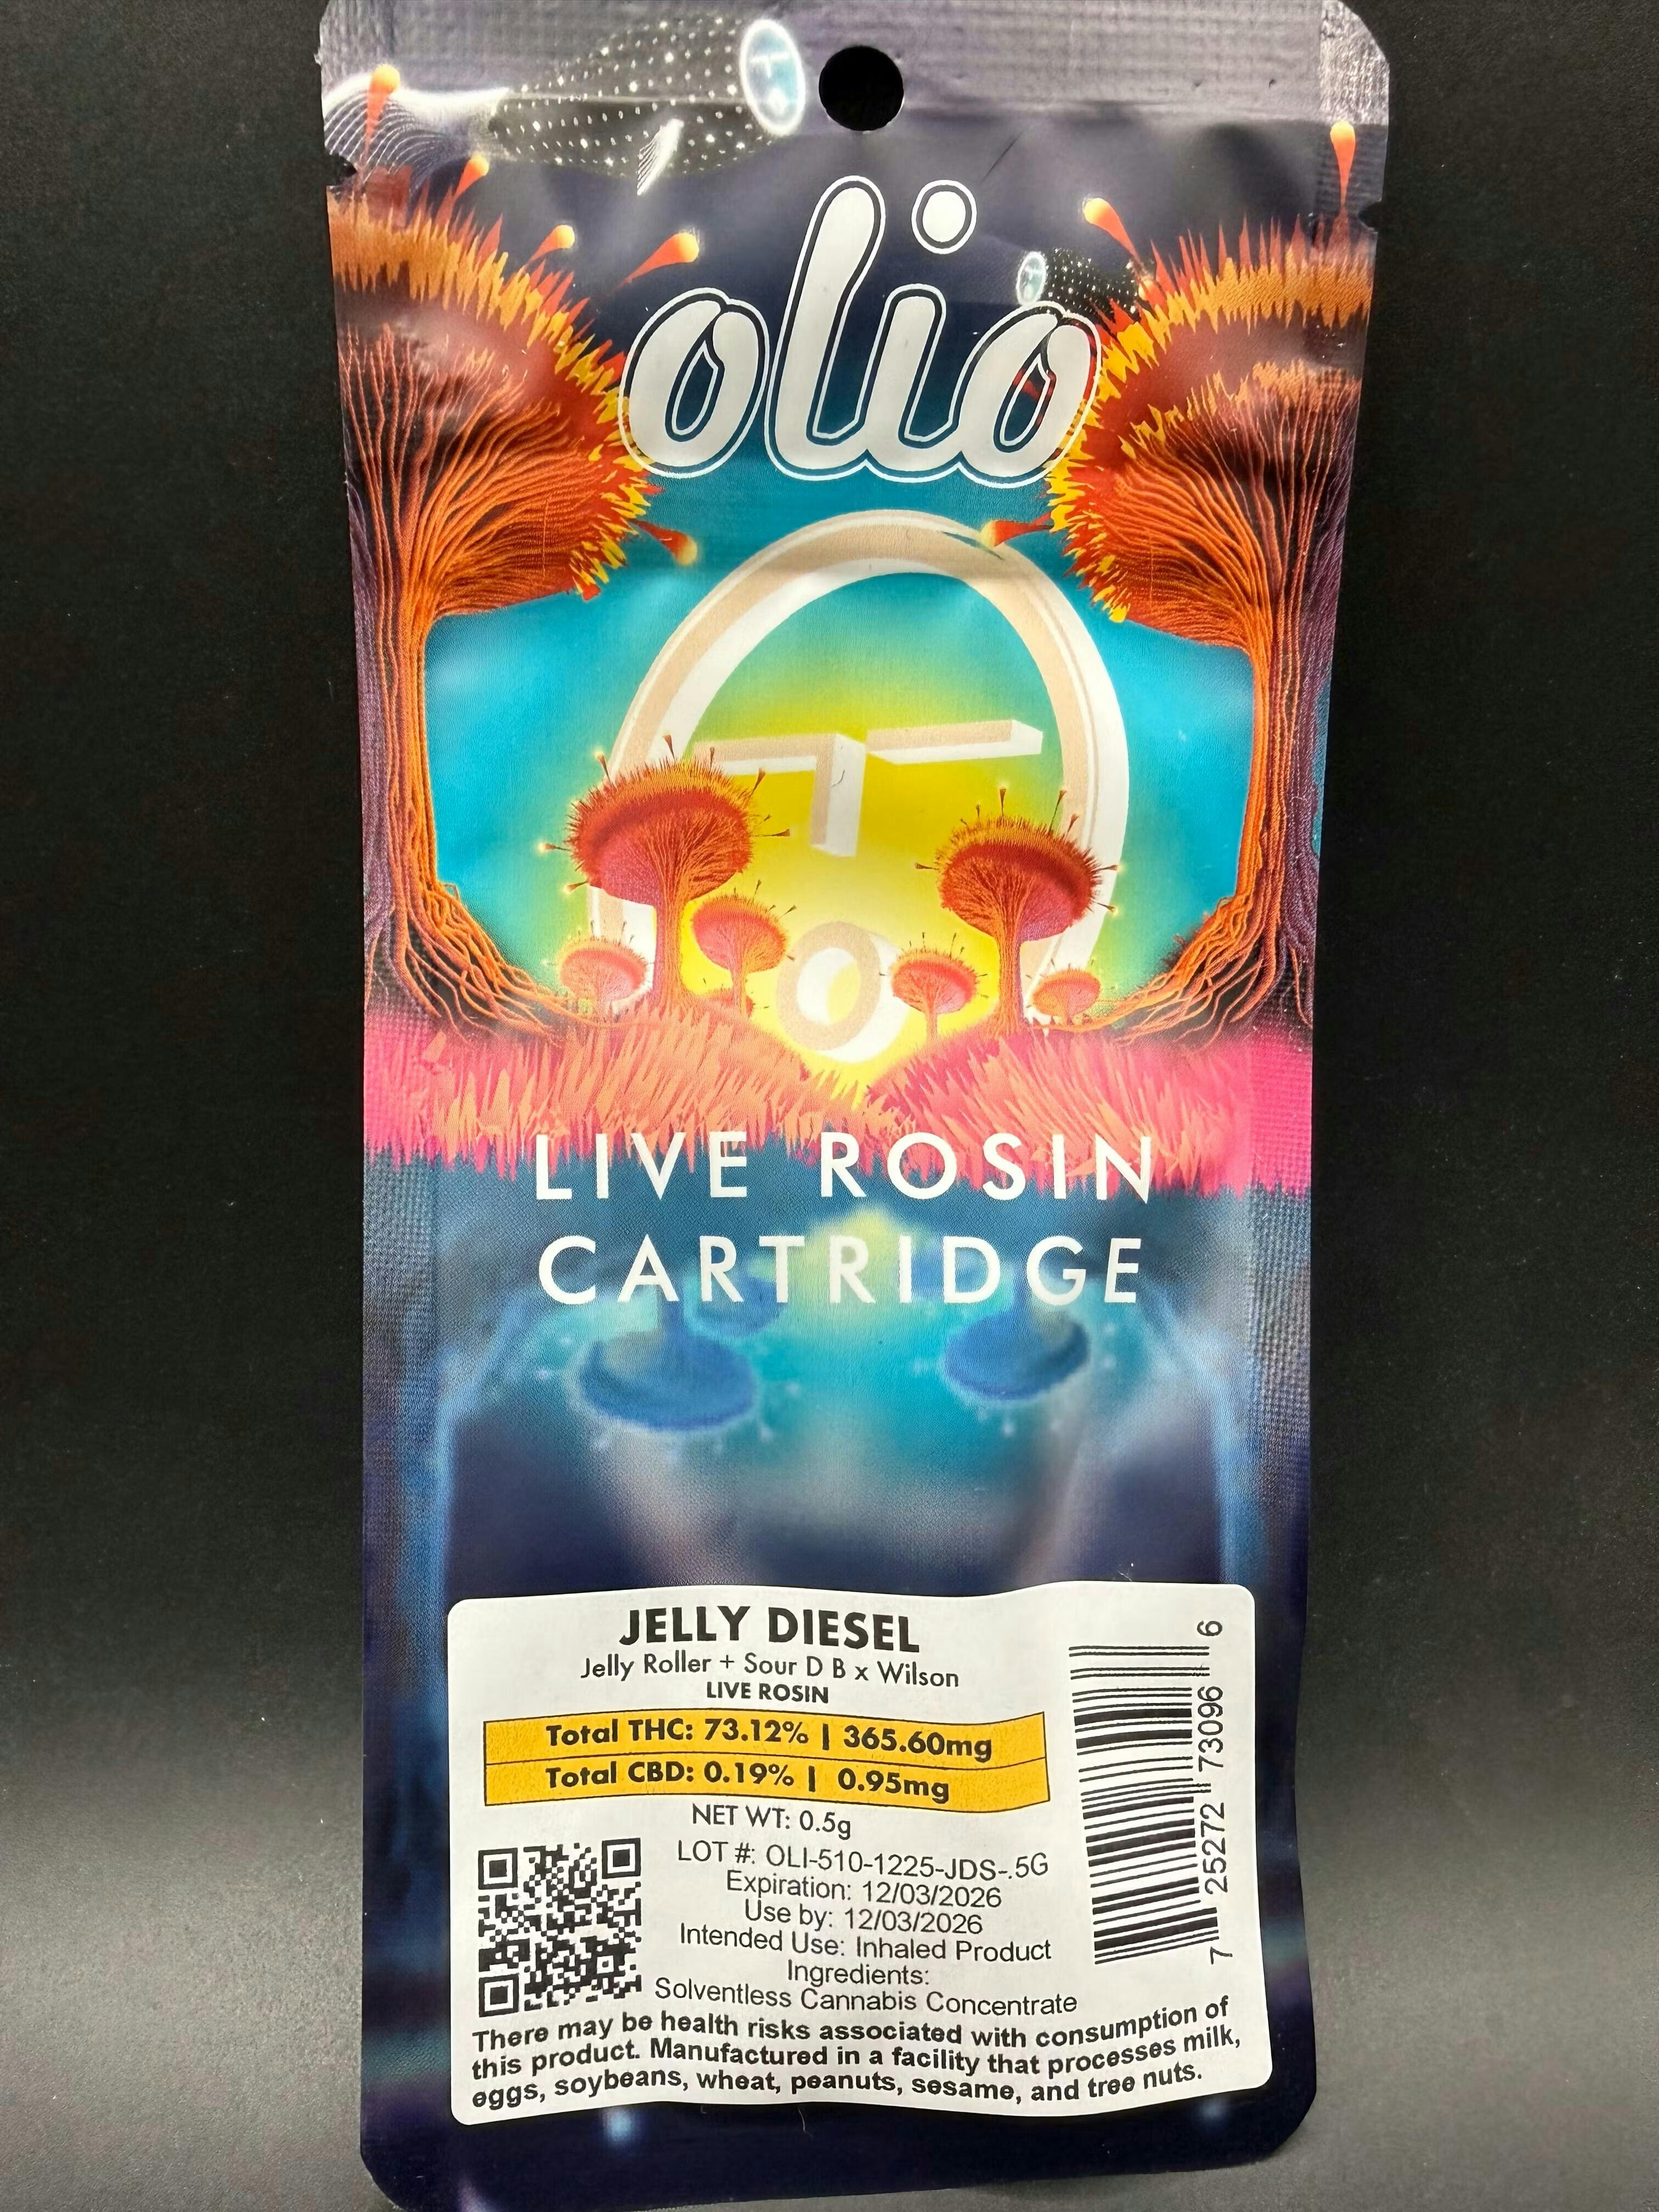 olio
LIVE ROSIN
CARTRIDGE
JELLY DIESEL
Jelly Roller + Sour D B x Wilson
LIVE ROSIN
Total THC: 73.12% | 365.60mg
Total CBD: 0.19% | 0.95mg
NET WT: 0.5g
LOT #: OLI-510-1225-JDS-.5G
Expiration: 12/03/2026
Use by: 12/03/2026
Intended Use: Inhaled Product
Ingredients:
Solventless Cannabis Concentrate
There may be health risks associated with consumption of
this product. Manufactured in a facility that processes milk,
eggs, soybeans, wheat, peanuts, sesame, and tree nuts.
7 25272 73096 6